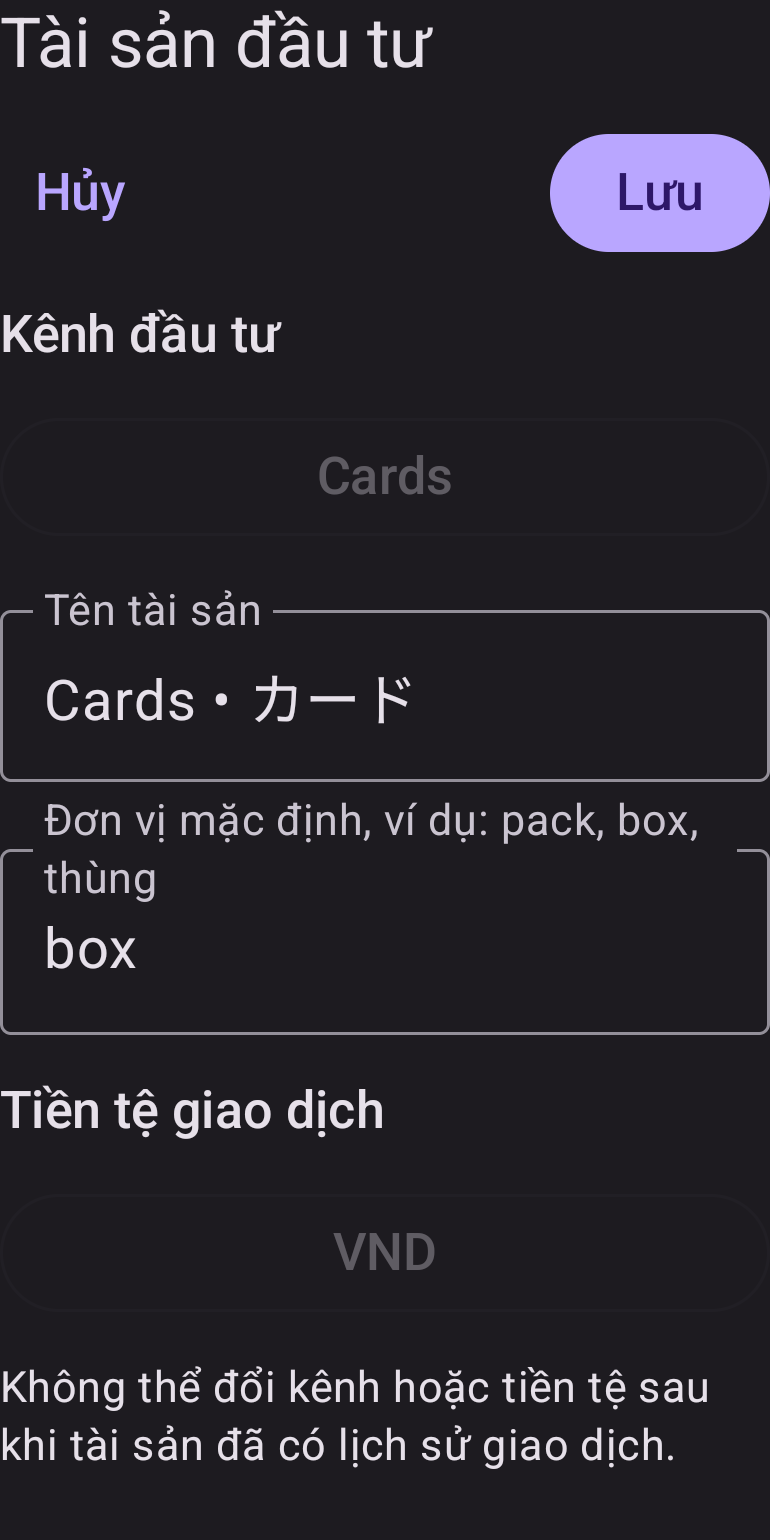 Tài sản đầu tư
Hủy
Lưu
Kênh đầu tư
Cards
Tên tài sản
Cards • カード
Đơn vị mặc định, ví dụ: pack, box,
thùng
box
Tiền tệ giao dịch
VND
Không thể đổi kênh hoặc tiền tệ sau
khi tài sản đã có lịch sử giao dịch.